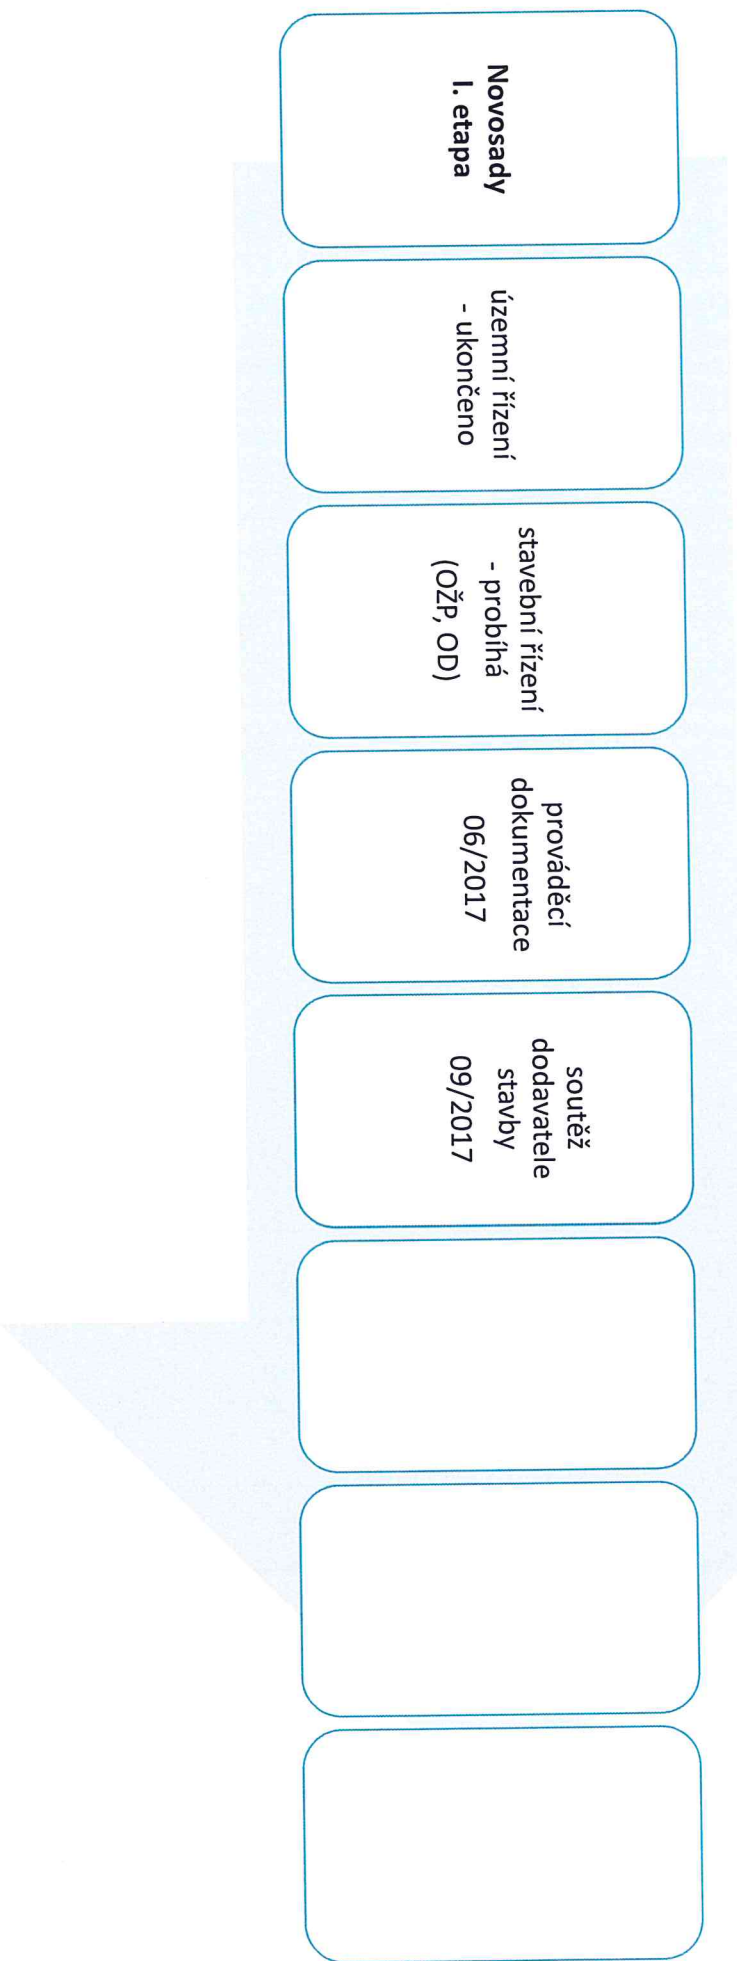 Novosady
I. etapa
územní řízení
- ukončeno
stavební řízení
- probíhá
(OŽP, OD)
prováděcí
dokumentace
06/2017
soutěž
dodavatele
stavby
09/2017